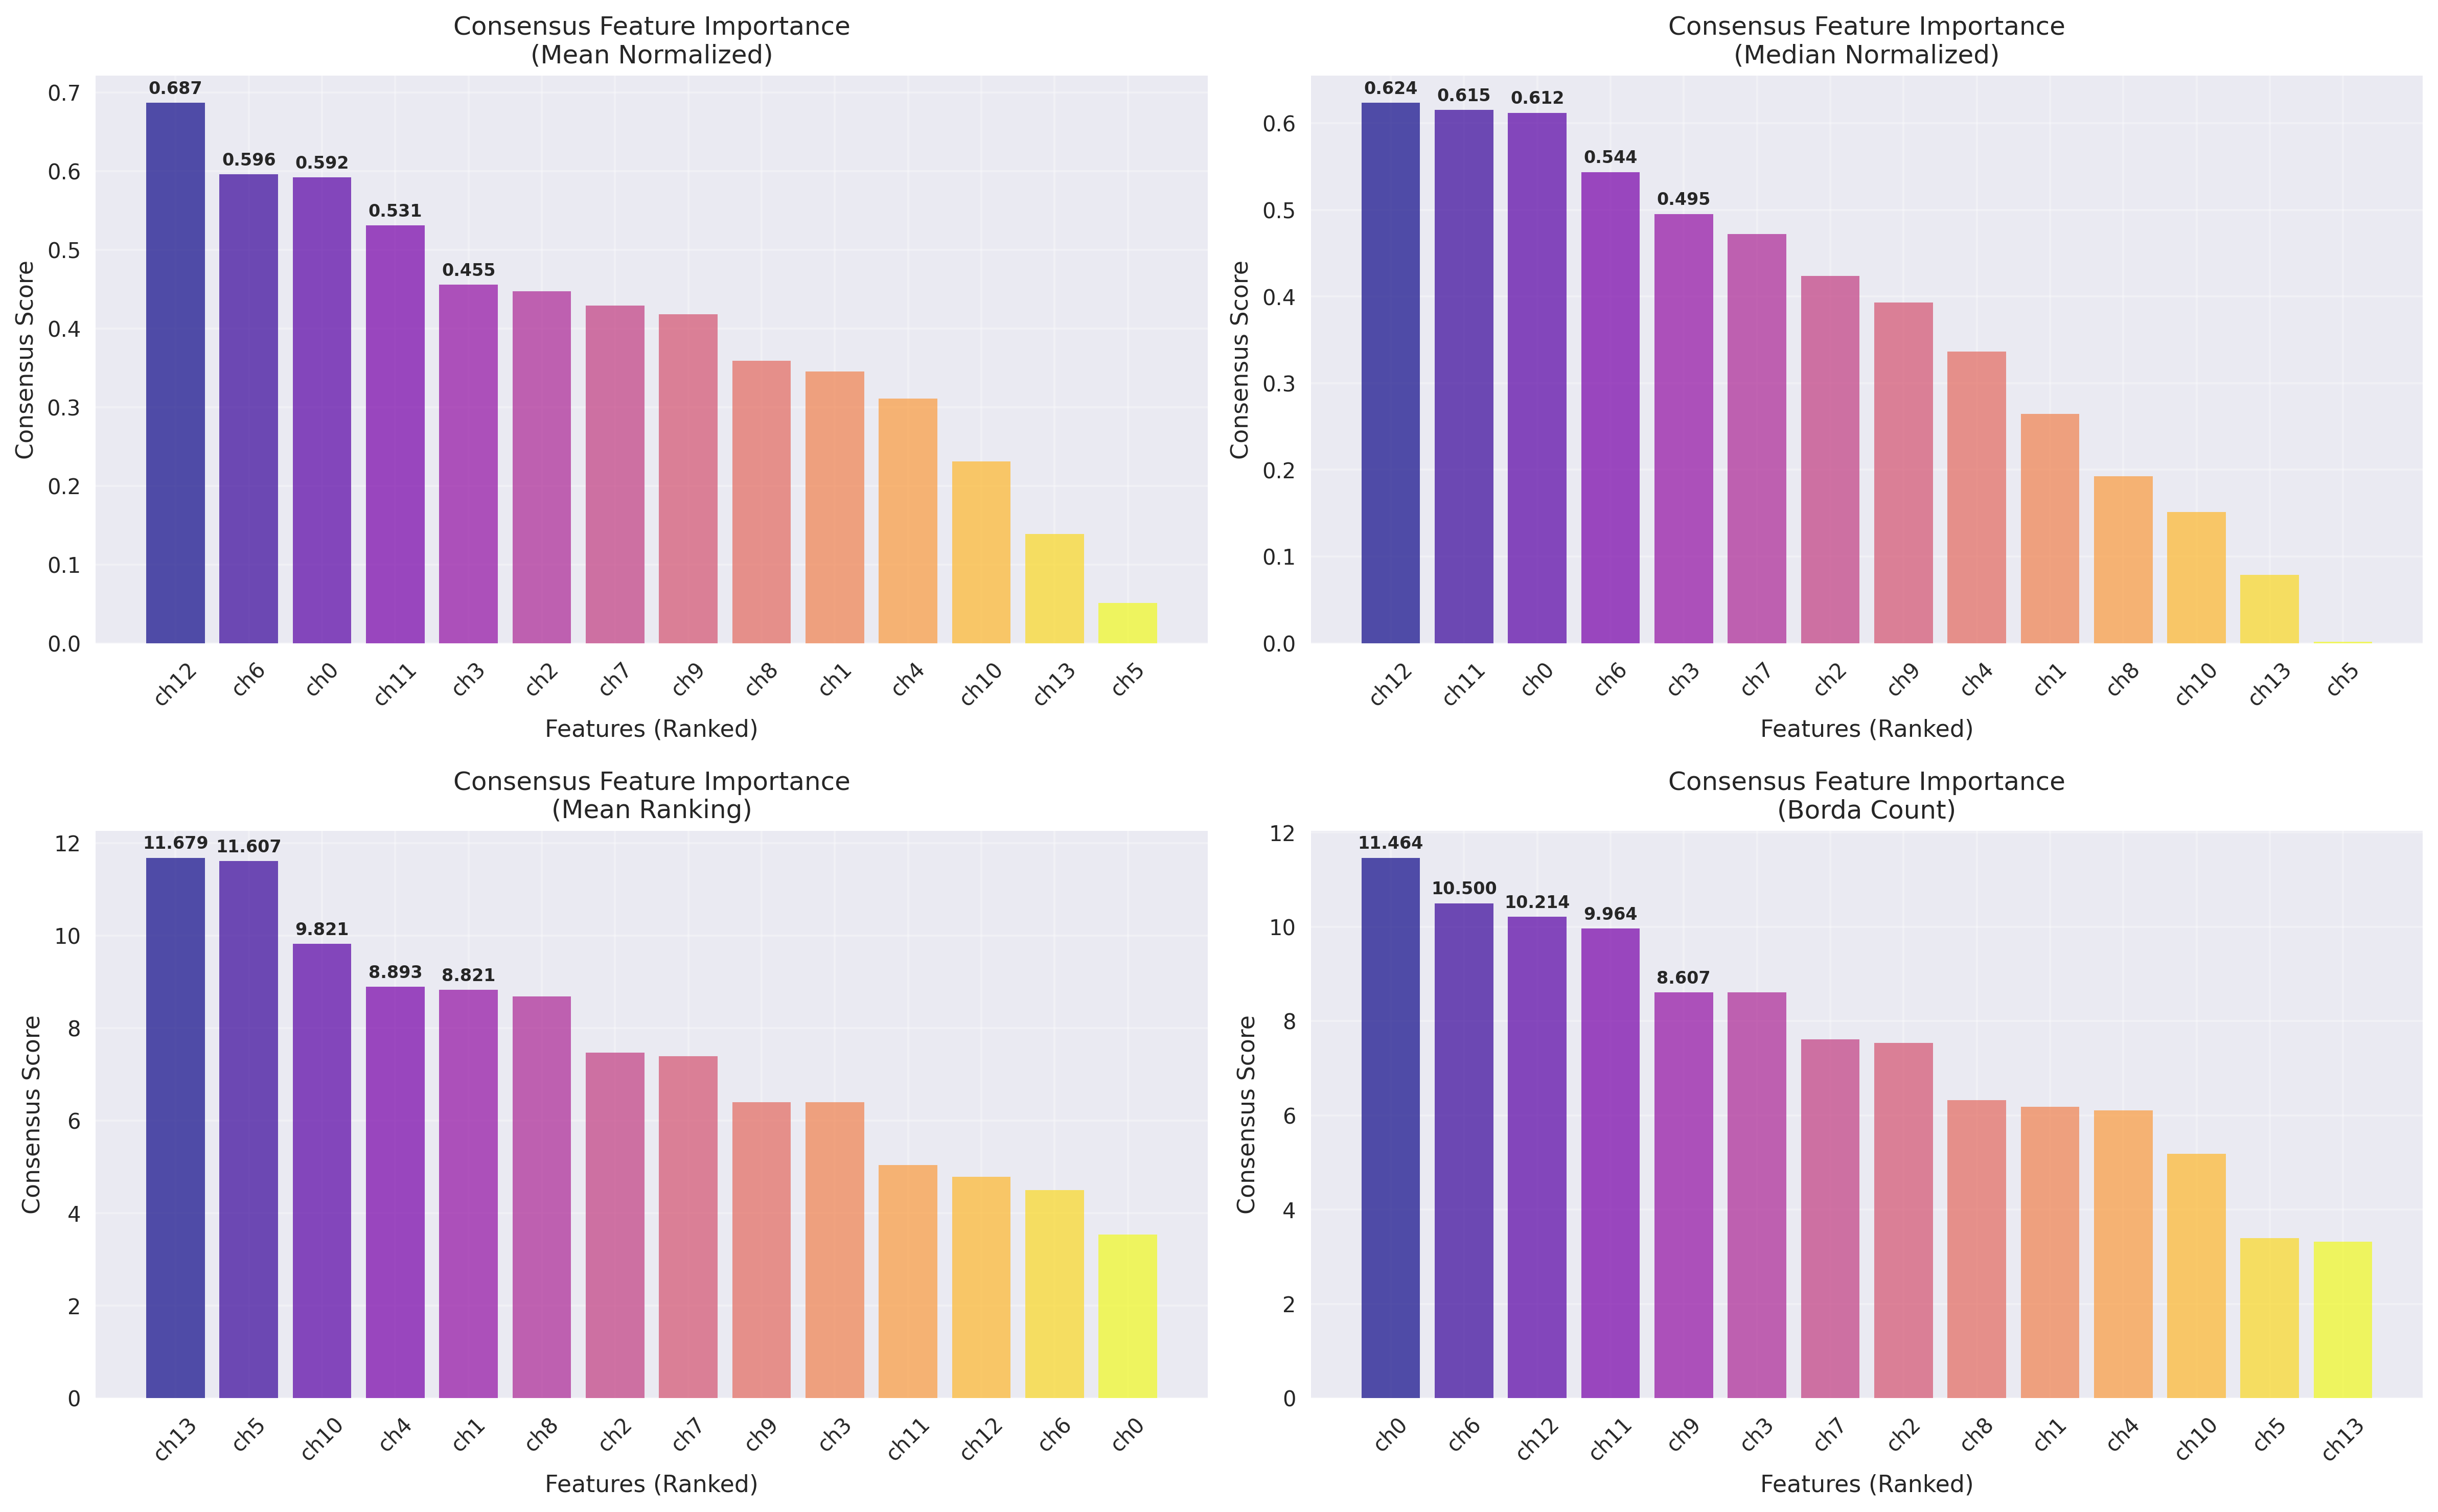 Consensus Feature Importance
(Mean Normalized)
Consensus Score
0.7
0.6
0.5
0.4
0.3
0.2
0.1
0.0
0.687
0.596
0.592
0.531
0.455
ch12
ch6
ch0
ch11
ch3
ch2
ch7
ch9
ch8
ch1
ch4
ch10
ch13
ch5
Features (Ranked)
Consensus Feature Importance
(Median Normalized)
Consensus Score
0.6
0.5
0.4
0.3
0.2
0.1
0.0
0.624
0.615
0.612
0.544
0.495
ch12
ch11
ch0
ch6
ch3
ch7
ch2
ch9
ch4
ch1
ch8
ch10
ch13
ch5
Features (Ranked)
Consensus Feature Importance
(Mean Ranking)
Consensus Score
12
10
8
6
4
2
0
11.679
11.607
9.821
8.893
8.821
ch13
ch5
ch10
ch4
ch1
ch8
ch2
ch7
ch9
ch3
ch11
ch12
ch6
ch0
Features (Ranked)
Consensus Feature Importance
(Borda Count)
Consensus Score
12
10
8
6
4
2
0
11.464
10.500
10.214
9.964
8.607
ch0
ch6
ch12
ch11
ch9
ch3
ch7
ch2
ch8
ch1
ch4
ch10
ch5
ch13
Features (Ranked)